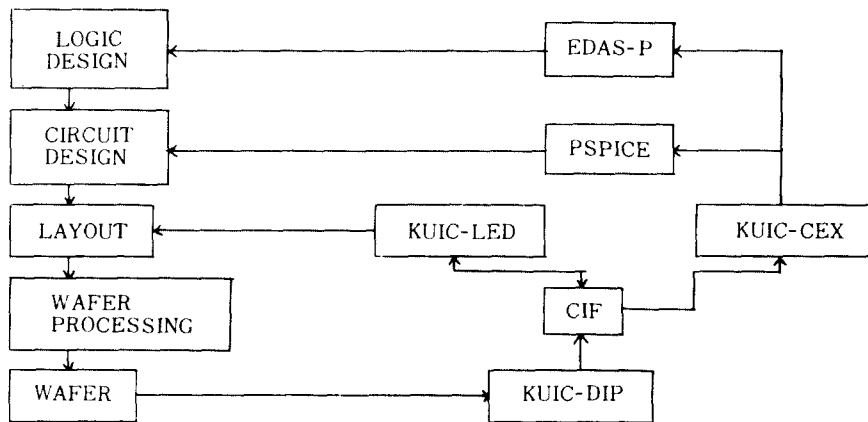 LOGIC
DESIGN
EDAS-P
CIRCUIT
DESIGN
PSPICE
LAYOUT
KUIC-LED
KUIC-CEX
WAFER
PROCESSING
CIF
WAFER
KUIC-DIP